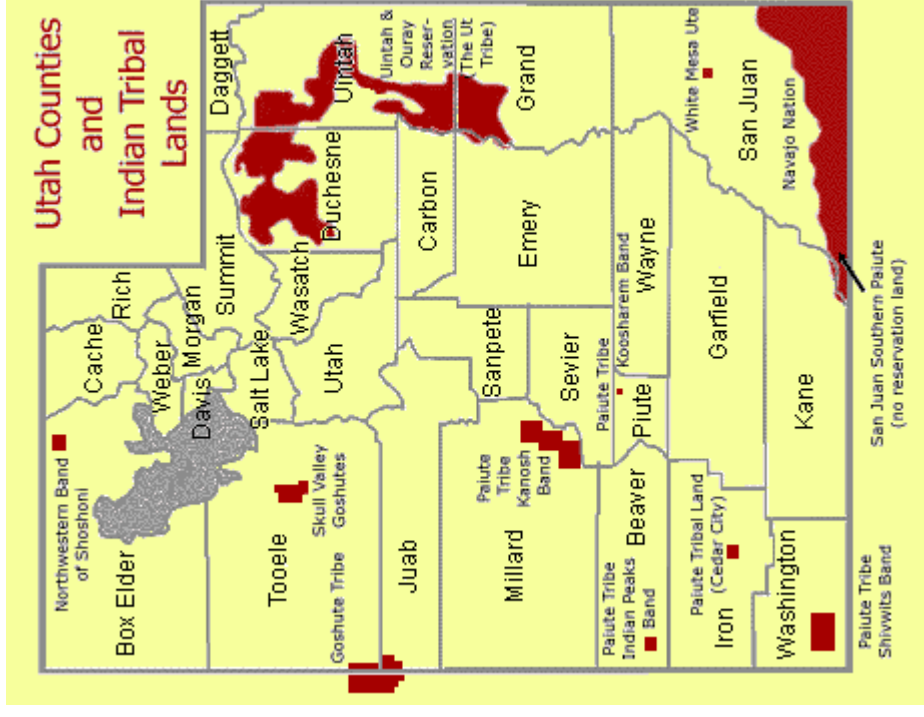 Utah Counties
and
Indian Tribal
Lands
Northwestern Band
of Shoshoni
Box Elder
Cache
Rich
Weber
Morgan
Davis
Summit
Daggett
Salt Lake
Wasatch
Duchesne
Uintah
Uintah &
Ouray
Reser-
vation
(The Ut
Tribe)
Tooele
Skull Valley
Goshutes
Goshute Tribe
Utah
Juab
Carbon
Sanpete
Emery
Grand
Millard
Paiute
Tribe
Kanosh
Band
Sevier
Paiute Tribe
Koosharem Band
Paiute Tribe
Indian Peaks
Band
Beaver
Piute
Wayne
White Mesa Ute
San Juan
Navajo Nation
Paiute Tribal Land
(Cedar City)
Iron
Garfield
Washington
Kane
Paiute Tribe
Shivwits Band
San Juan Southern Paiute
(no reservation land)